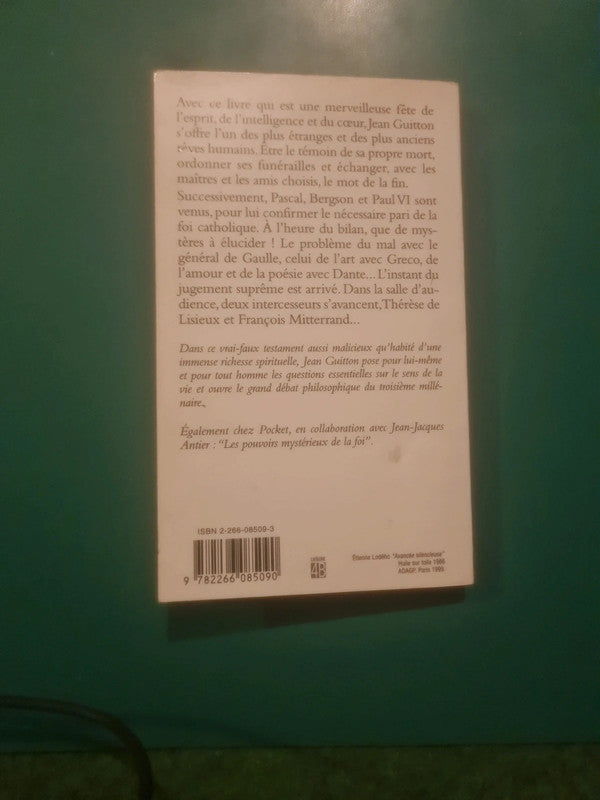 Avec ce livre qui est une merveilleuse fête de
l'esprit, de l'intelligence et du cœur, Jean Guitton
s'offre l'un des plus étranges et des plus anciens
rêves humains. Être le témoin de sa propre mort,
ordonner ses funérailles et échanger, avec les
maîtres et les amis choisis, le mot de la fin.
Successivement, Pascal, Bergson et Paul VI sont
venus, pour lui confirmer le nécessaire pari de la
foi catholique. À l'heure du bilan, que de mys-
tères à élucider ! Le problème du mal avec le
général de Gaulle, celui de l'art avec Greco, de
l'amour et de la poésie avec Dante... L'instant du
jugement suprême est arrivé. Dans la salle d'au-
dience, deux intercesseurs s'avancent, Thérèse de
Lisieux et François Mitterrand...
Dans ce vrai-faux testament aussi malicieux qu'habité d'une
immense richesse spirituelle, Jean Guitton pose pour lui-même
et pour tout homme les questions essentielles sur le sens de la
vie et ouvre le grand débat philosophique du troisième millé-
naire.
Également chez Pocket, en collaboration avec Jean-Jacques
Antier : "Les pouvoirs mystérieux de la foi".
ISBN 2-266-08509-3
9 782266 085090
Étienne
"Avancée silencieuse"
Huile sur toile
ADAGP, Paris